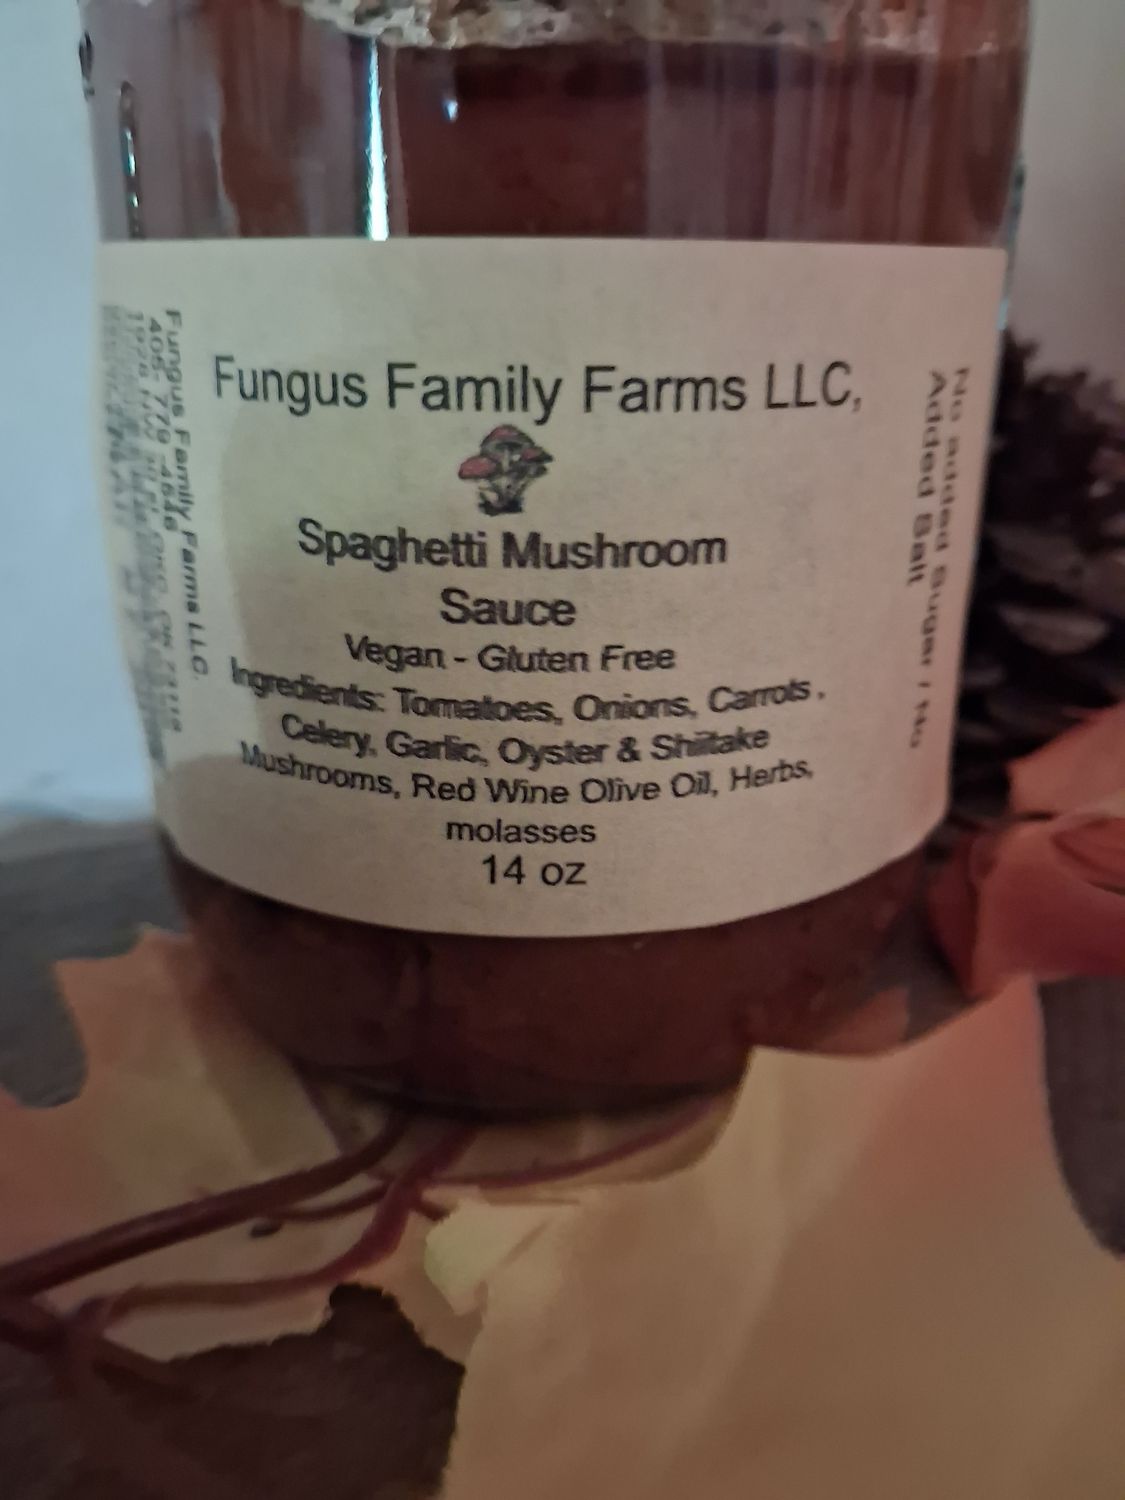 Fungus Family Farms LLC,
Spaghetti Mushroom
Sauce
Vegan - Gluten Free
Ingredients: Tomatoes, Onions, Carrots,
Celery, Garlic, Oyster & Shiitake
Mushrooms, Red Wine Olive Oil, Herbs,
molasses
14 oz
Fungus Family Farms LLC.
No added Sugar / No
Added Salt